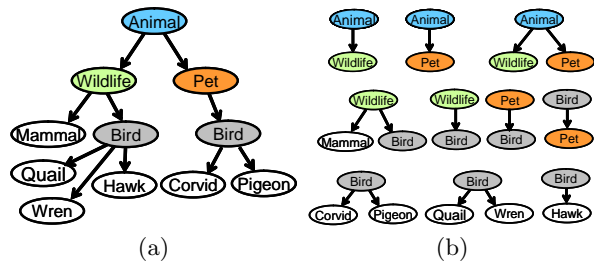 Animal
Wildlife Pet
Mammal Bird Bird
Quail Hawk Corvid Pigeon
Wren
(a)
Animal Animal Animal
Wildlife Pet Wildlife Pet
Wildlife Wildlife Pet Bird
Mammal Bird Bird Bird Pet
Bird Bird Bird
Corvid Pigeon Quail Wren Hawk
(b)